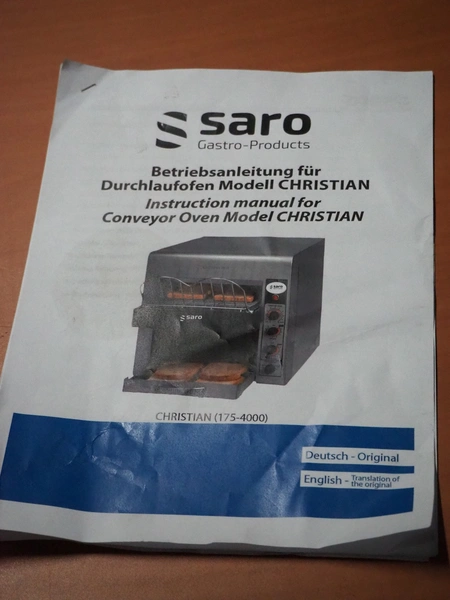 saro
Gastro-Products
Betriebsanleitung für
Durchlaufofen Modell CHRISTIAN
Instruction manual for
Conveyor Oven Model CHRISTIAN
saro
saro
CHRISTIAN (175-4000)
Deutsch - Original
English - Translation of
the original